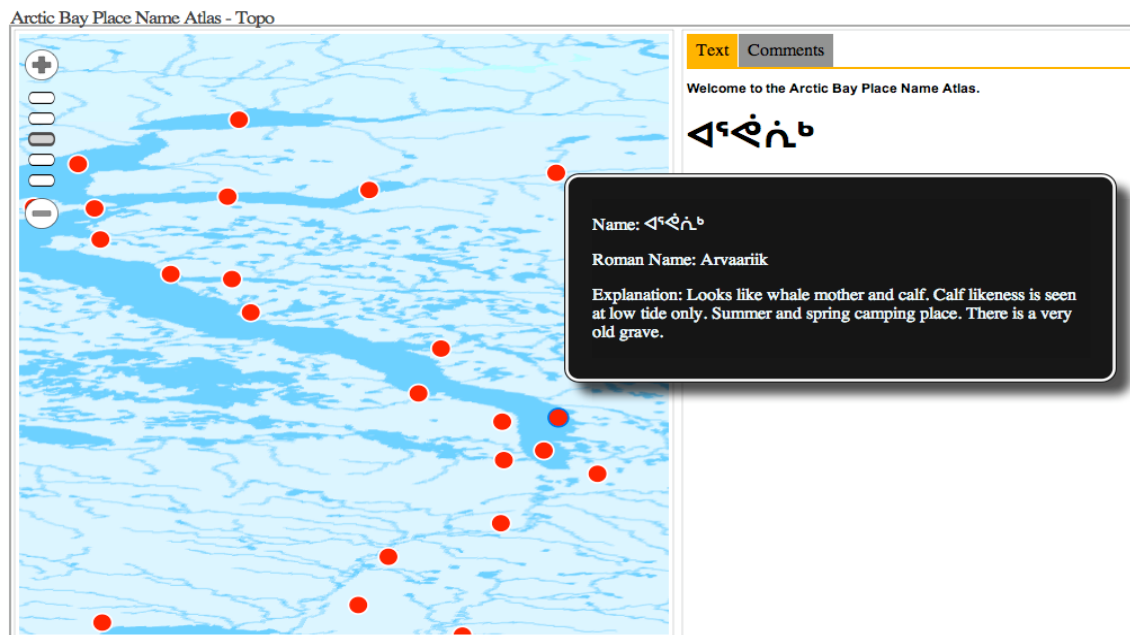 Arctic Bay Place Name Atlas - Topo
Text
Comments
Welcome to the Arctic Bay Place Name Atlas.
ᐊᕐᕚᕇᒃ
Name: ᐊᕐᕚᕇᒃ
Roman Name: Arvaariik
Explanation: Looks like whale mother and calf. Calf likeness is seen
at low tide only. Summer and spring camping place. There is a very
old grave.